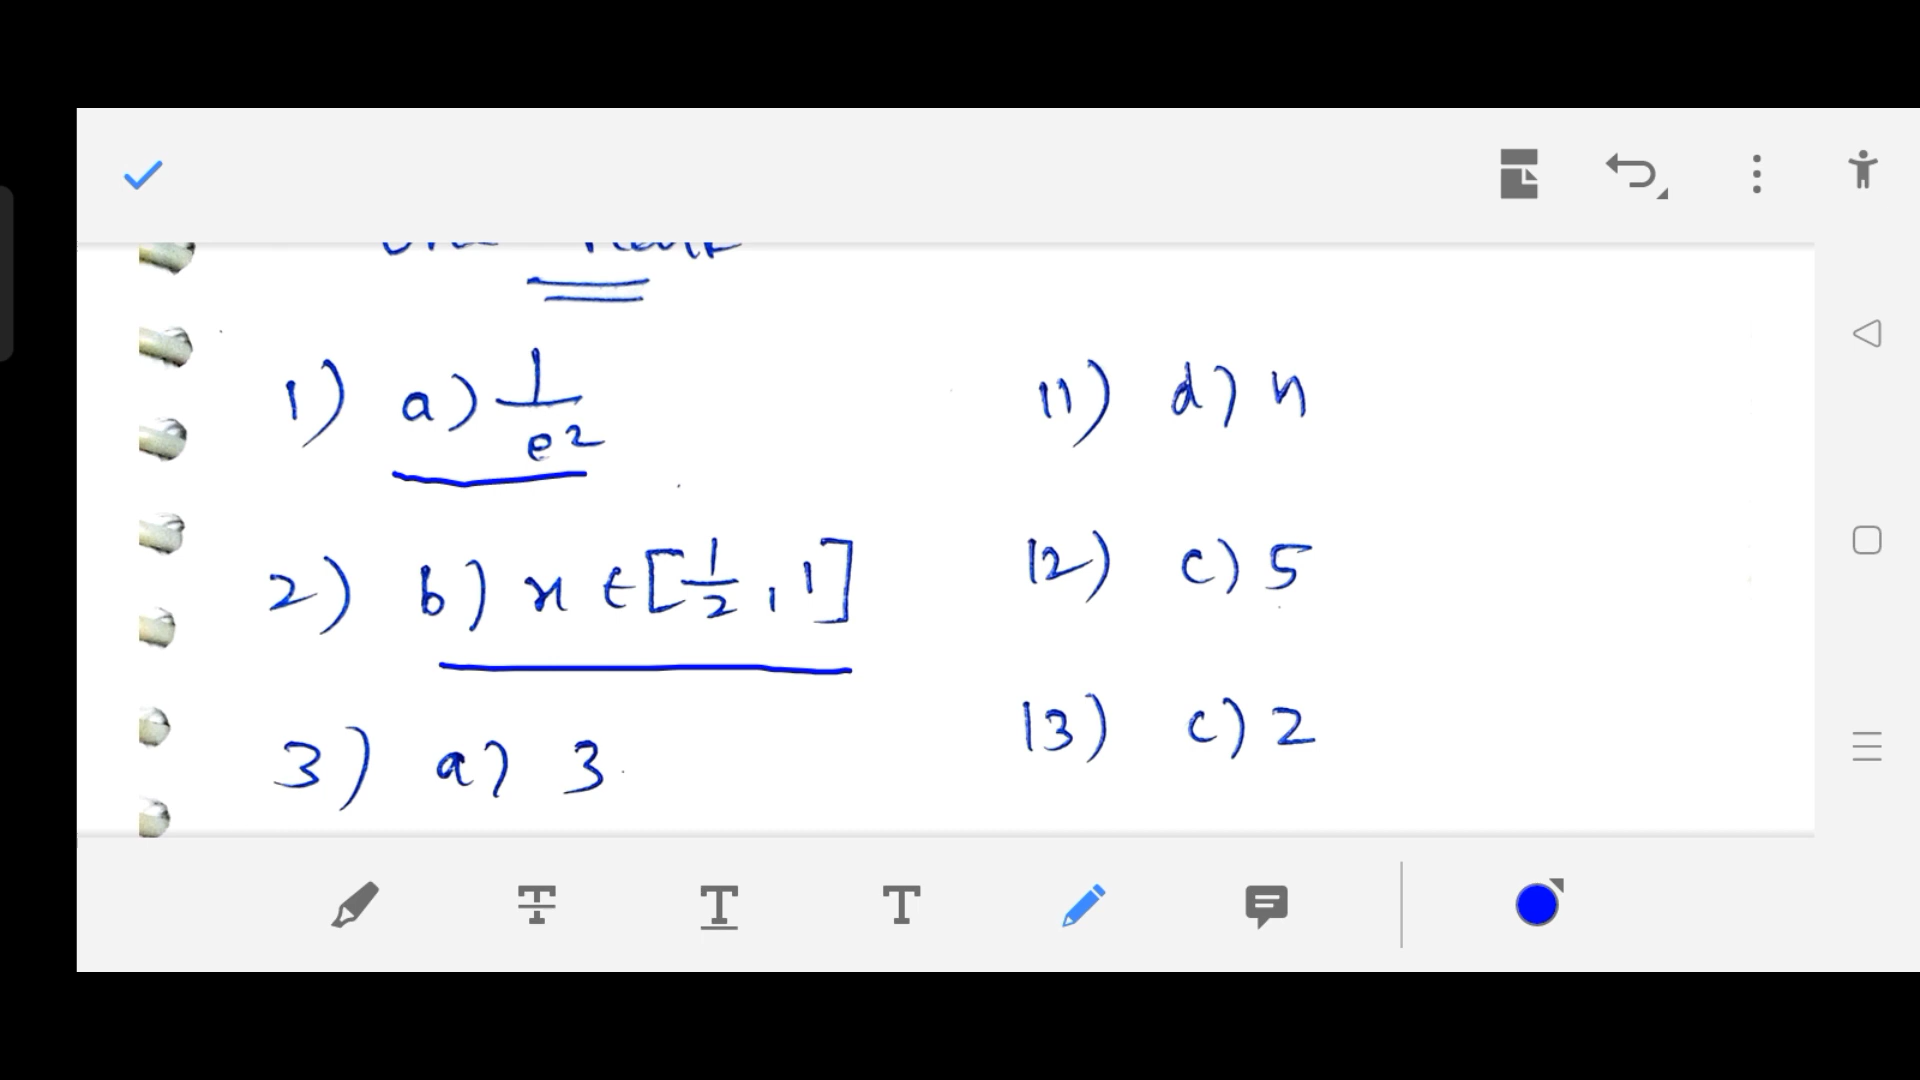 1) a) 1/e²
2) b) x ∈ [1/2, 1]
3) a) 3
11) d) n
12) c) 5
13) c) 2